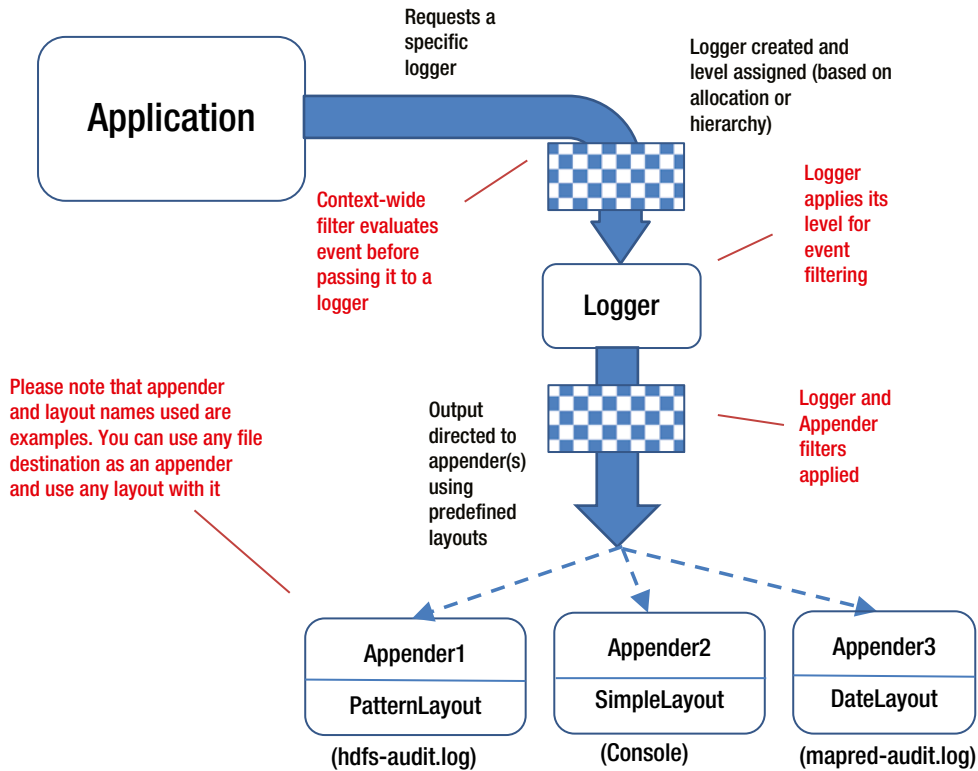 Requests a
specific
logger
Application
Logger created and
level assigned (based on
allocation or
hierarchy)
Context-wide
filter evaluates
event before
passing it to a
logger
Logger
applies its
level for
event
filtering
Logger
Please note that appender
and layout names used are
examples. You can use any file
destination as an appender
and use any layout with it
Output
directed to
appender(s)
using
predefined
layouts
Logger and
Appender
filters
applied
Appender1
PatternLayout
(hdfs-audit.log)
Appender2
SimpleLayout
(Console)
Appender3
DateLayout
(mapred-audit.log)